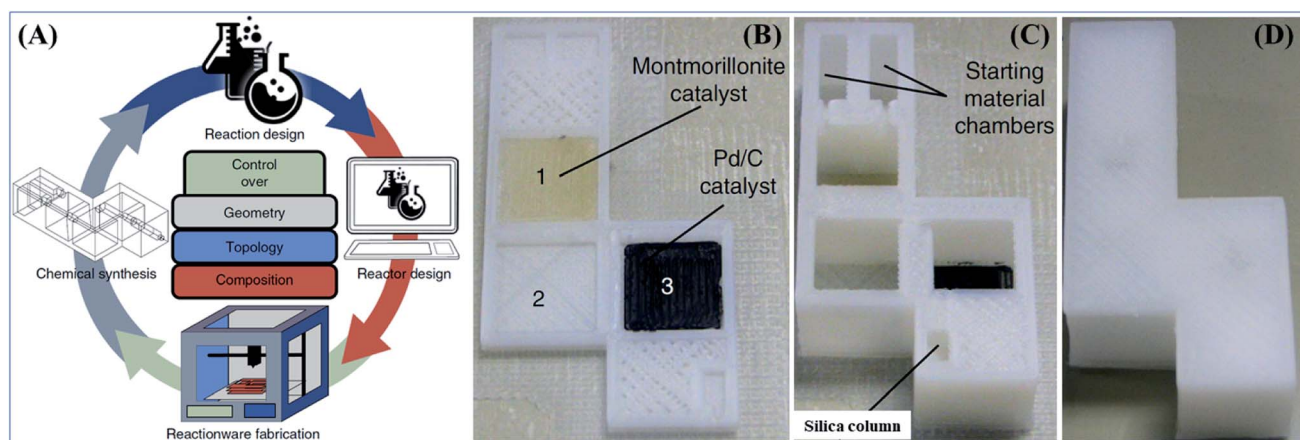 (A)
Reaction design
Control
over
Geometry
Topology
Composition
Chemical synthesis
Reactor design
Reactionware fabrication
(B)
Montmorillonite
catalyst
Pd/C
catalyst
1
2
3
(C)
Starting
material
chambers
Silica column
(D)